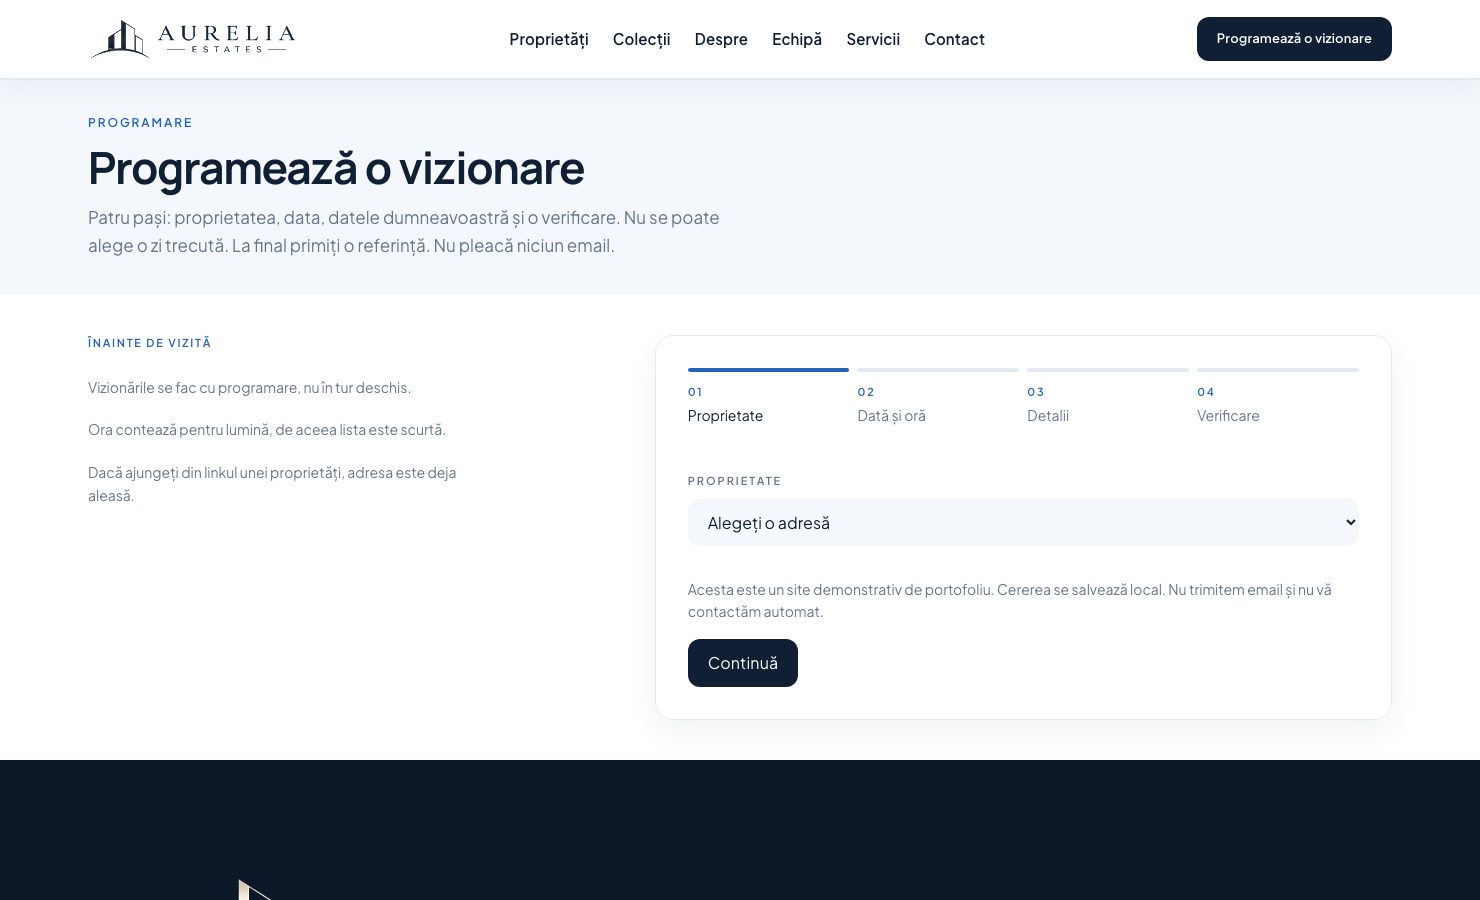 AURELIA
ESTATES
Proprietăți
Colecții
Despre
Echipă
Servicii
Contact
Programează o vizionare
PROGRAMARE
Programează o vizionare
Patru pași: proprietatea, data, datele dumneavoastră și o verificare. Nu se poate
alege o zi trecută. La final primiți o referință. Nu pleacă niciun email.
ÎNAINTE DE VIZITĂ
Vizionările se fac cu programare, nu în tur deschis.
Ora contează pentru lumină, de aceea lista este scurtă.
Dacă ajungeți din linkul unei proprietăți, adresa este deja
aleasă.
01
Proprietate
02
Dată și oră
03
Detalii
04
Verificare
PROPRIETATE
Alegeți o adresă
Acesta este un site demonstrativ de portofoliu. Cererea se salvează local. Nu trimitem email și nu vă
contactăm automat.
Continuă